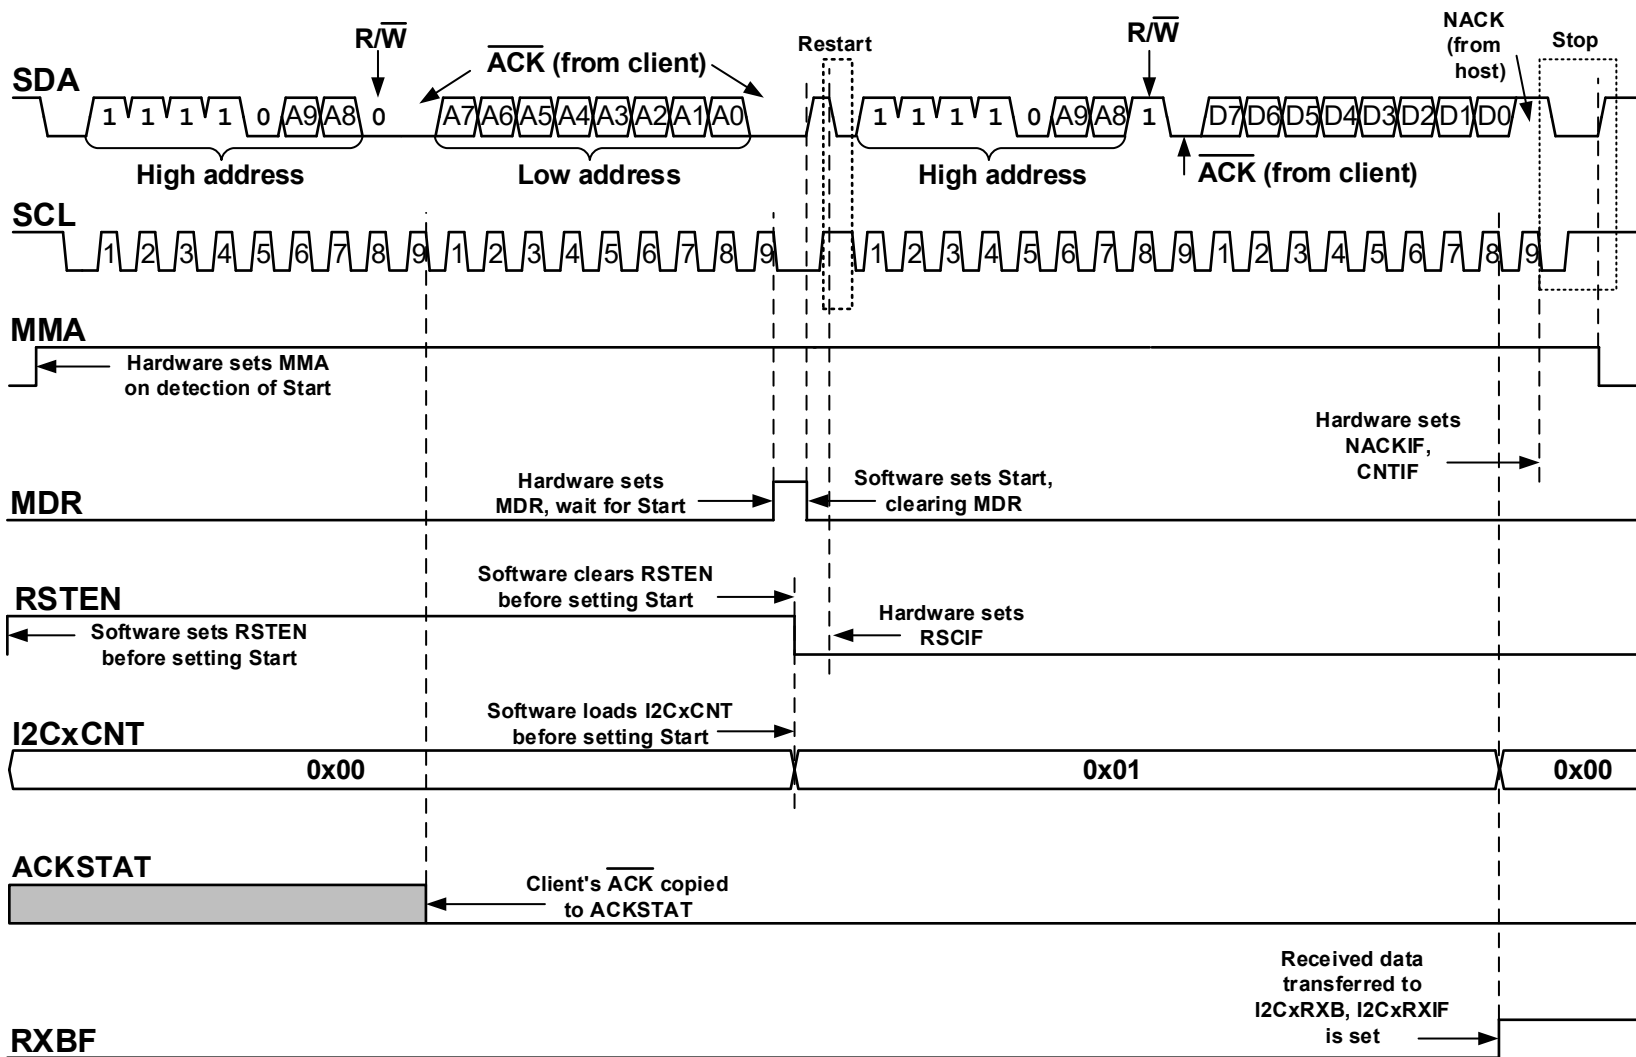 R/W
Restart
R/W
NACK
(from
host)
Stop
ACK (from client)
SDA
1 1 1 1 0 A9 A8 0 A7 A6 A5 A4 A3 A2 A1 A0 1 1 1 1 0 A9 A8 1 D7 D6 D5 D4 D3 D2 D1 D0
High address
Low address
High address
ACK (from client)
SCL
1 2 3 4 5 6 7 8 9 1 2 3 4 5 6 7 8 9 1 2 3 4 5 6 7 8 9 1 2 3 4 5 6 7 8 9
MMA
Hardware sets MMA
on detection of Start
Hardware sets
NACKIF,
CNTIF
MDR
Hardware sets
MDR, wait for Start
Software sets Start,
clearing MDR
RSTEN
Software sets RSTEN
before setting Start
Software clears RSTEN
before setting Start
Hardware sets
RSCIF
I2CxCNT
Software loads I2CxCNT
before setting Start
0x00 0x01 0x00
ACKSTAT
Client's ACK copied
to ACKSTAT
Received data
transferred to
I2CxRXB, I2CxRXIF
is set
RXBF